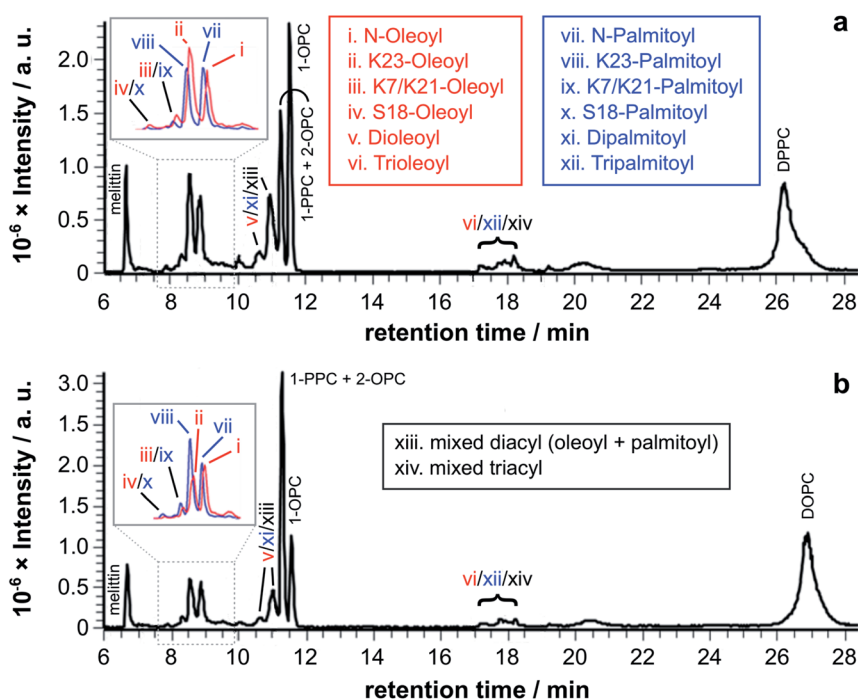 a
10⁻⁶ × Intensity / a. u.
2.0
1.5
1.0
0.5
0
ii
viii
vii
i
iii/ix
iv/x
melittin
v/xi/xiii
1-PPC + 2-OPC
1-OPC
i. N-Oleoyl
ii. K23-Oleoyl
iii. K7/K21-Oleoyl
iv. S18-Oleoyl
v. Dioleoyl
vi. Trioleoyl
vii. N-Palmitoyl
viii. K23-Palmitoyl
ix. K7/K21-Palmitoyl
x. S18-Palmitoyl
xi. Dipalmitoyl
xii. Tripalmitoyl
vi/xii/xiv
DPPC
6 8 10 12 14 16 18 20 22 24 26 28
retention time / min
b
10⁻⁶ × Intensity / a. u.
3.0
2.5
2.0
1.5
1.0
0.5
0
viii
ii
vii
i
iii/ix
iv/x
melittin
v/xi/xiii
1-PPC + 2-OPC
1-OPC
xiii. mixed diacyl (oleoyl + palmitoyl)
xiv. mixed triacyl
vi/xii/xiv
DOPC
6 8 10 12 14 16 18 20 22 24 26 28
retention time / min